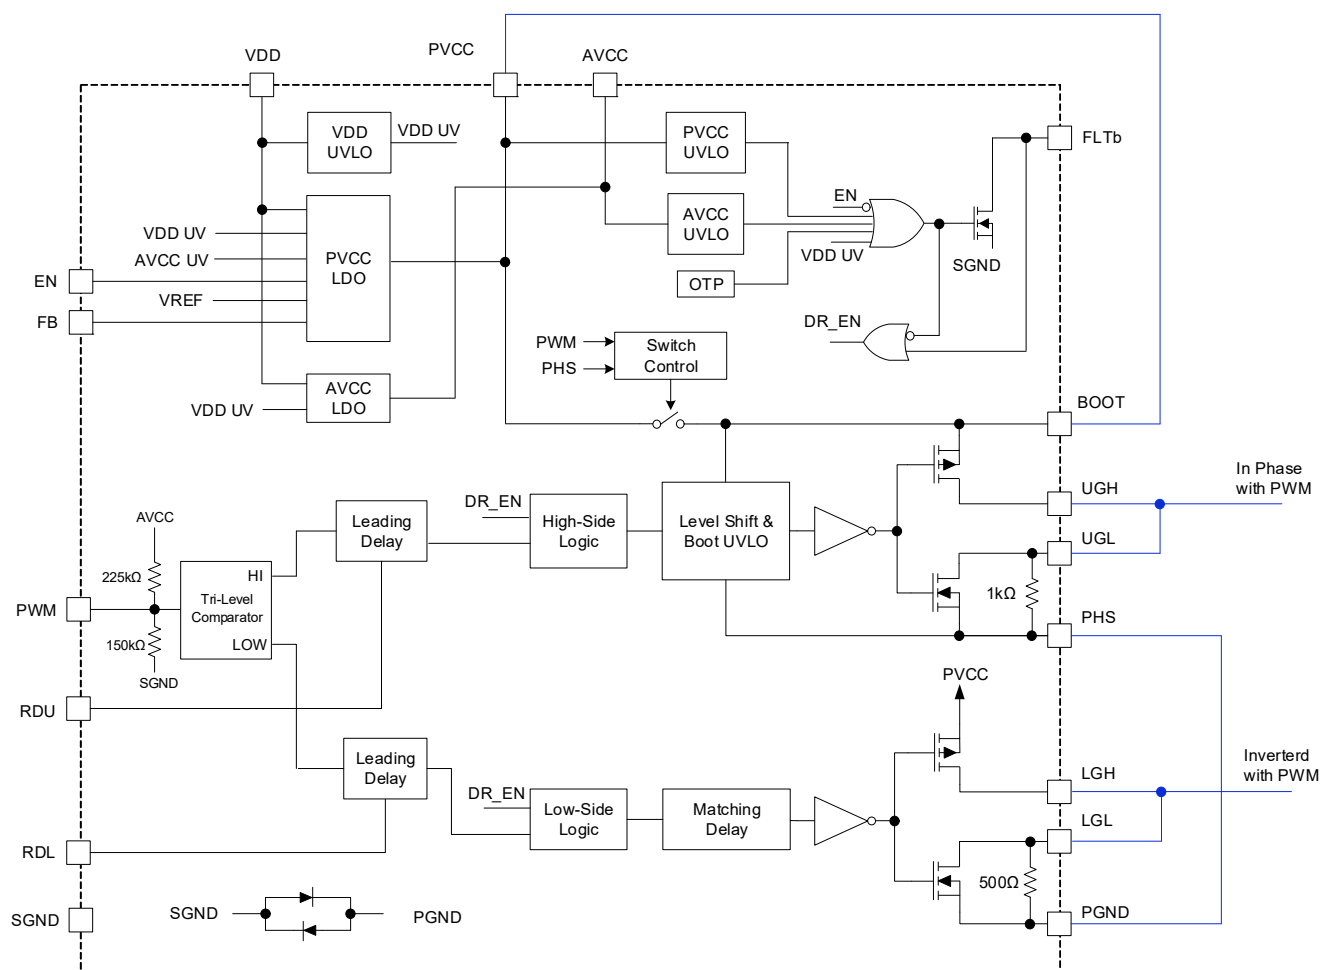 VDD
PVCC
AVCC
VDD
UVLO
VDD UV
PVCC
UVLO
FLTb
EN
AVCC
UVLO
VDD UV
SGND
VDD UV
AVCC UV
PVCC
LDO
EN
VREF
FB
OTP
DR_EN
PWM
PHS
Switch
Control
AVCC
LDO
VDD UV
BOOT
In Phase
with PWM
UGH
DR_EN
High-Side
Logic
Level Shift &
Boot UVLO
Leading
Delay
AVCC
UGL
225kΩ
HI
Tri-Level
Comparator
LOW
1kΩ
PWM
150kΩ
SGND
PHS
PVCC
RDU
Leading
Delay
Inverterd
with PWM
LGH
DR_EN
Low-Side
Logic
Matching
Delay
LGL
RDL
500Ω
SGND
SGND
PGND
PGND